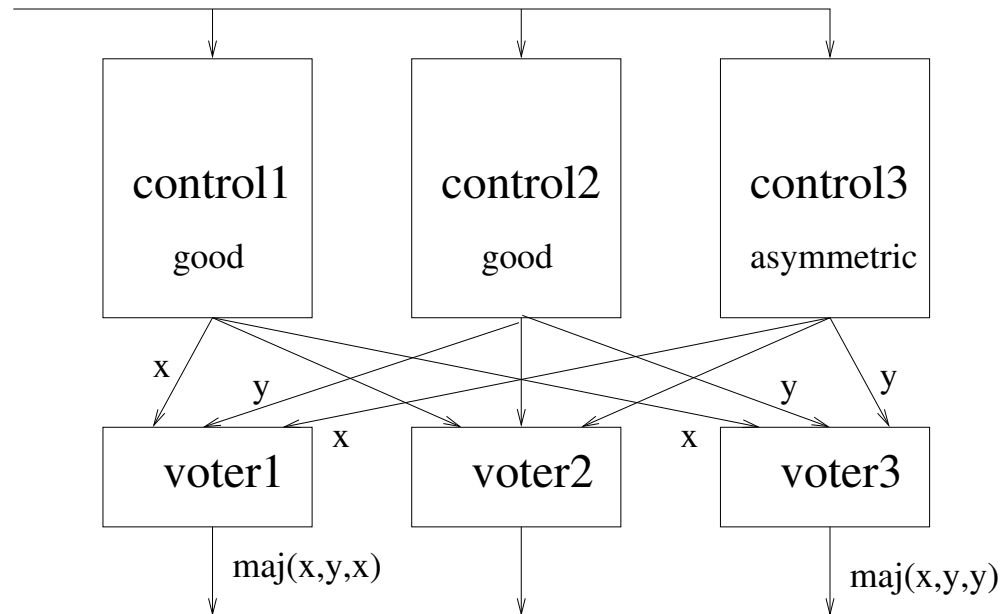 control1
control2
control3
good
good
asymmetric
x
y
x
x
y
y
voter1
voter2
voter3
maj(x,y,x)
maj(x,y,y)